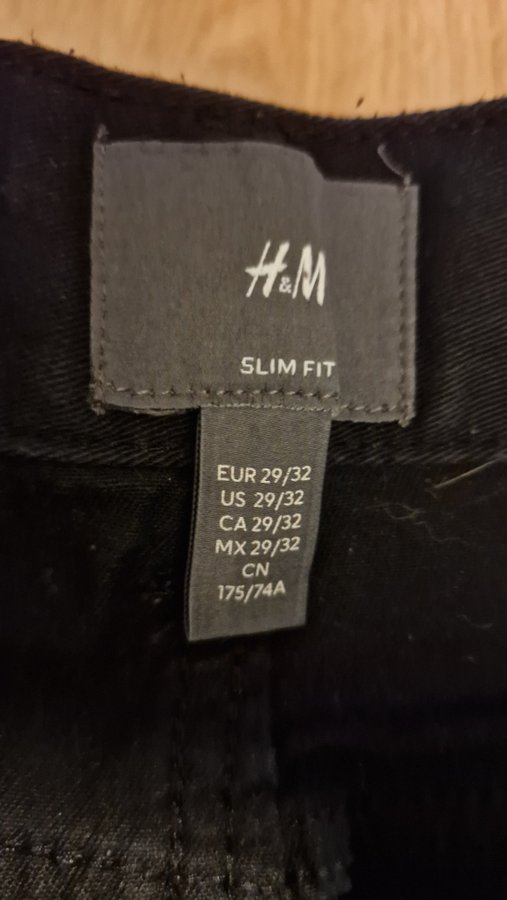 H&M
SLIM FIT
EUR 29/32
US 29/32
CA 29/32
MX 29/32
CN
175/74A